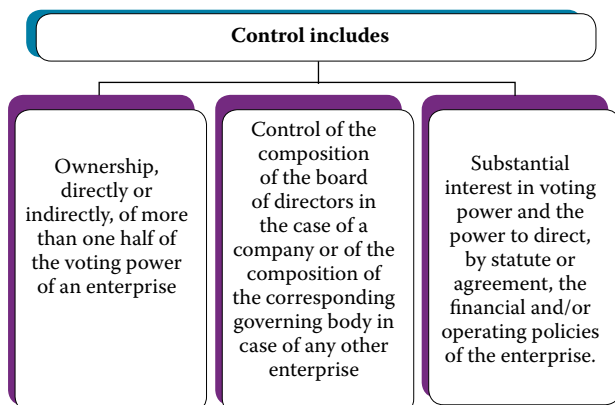 Control includes
Ownership,
directly or
indirectly, of more
than one half of
the voting power
of an enterprise
Control of the
composition
of the board
of directors in
the case of a
company or of the
composition of
the corresponding
governing body in
case of any other
enterprise
Substantial
interest in voting
power and the
power to direct,
by statute or
agreement, the
financial and/or
operating policies
of the enterprise.